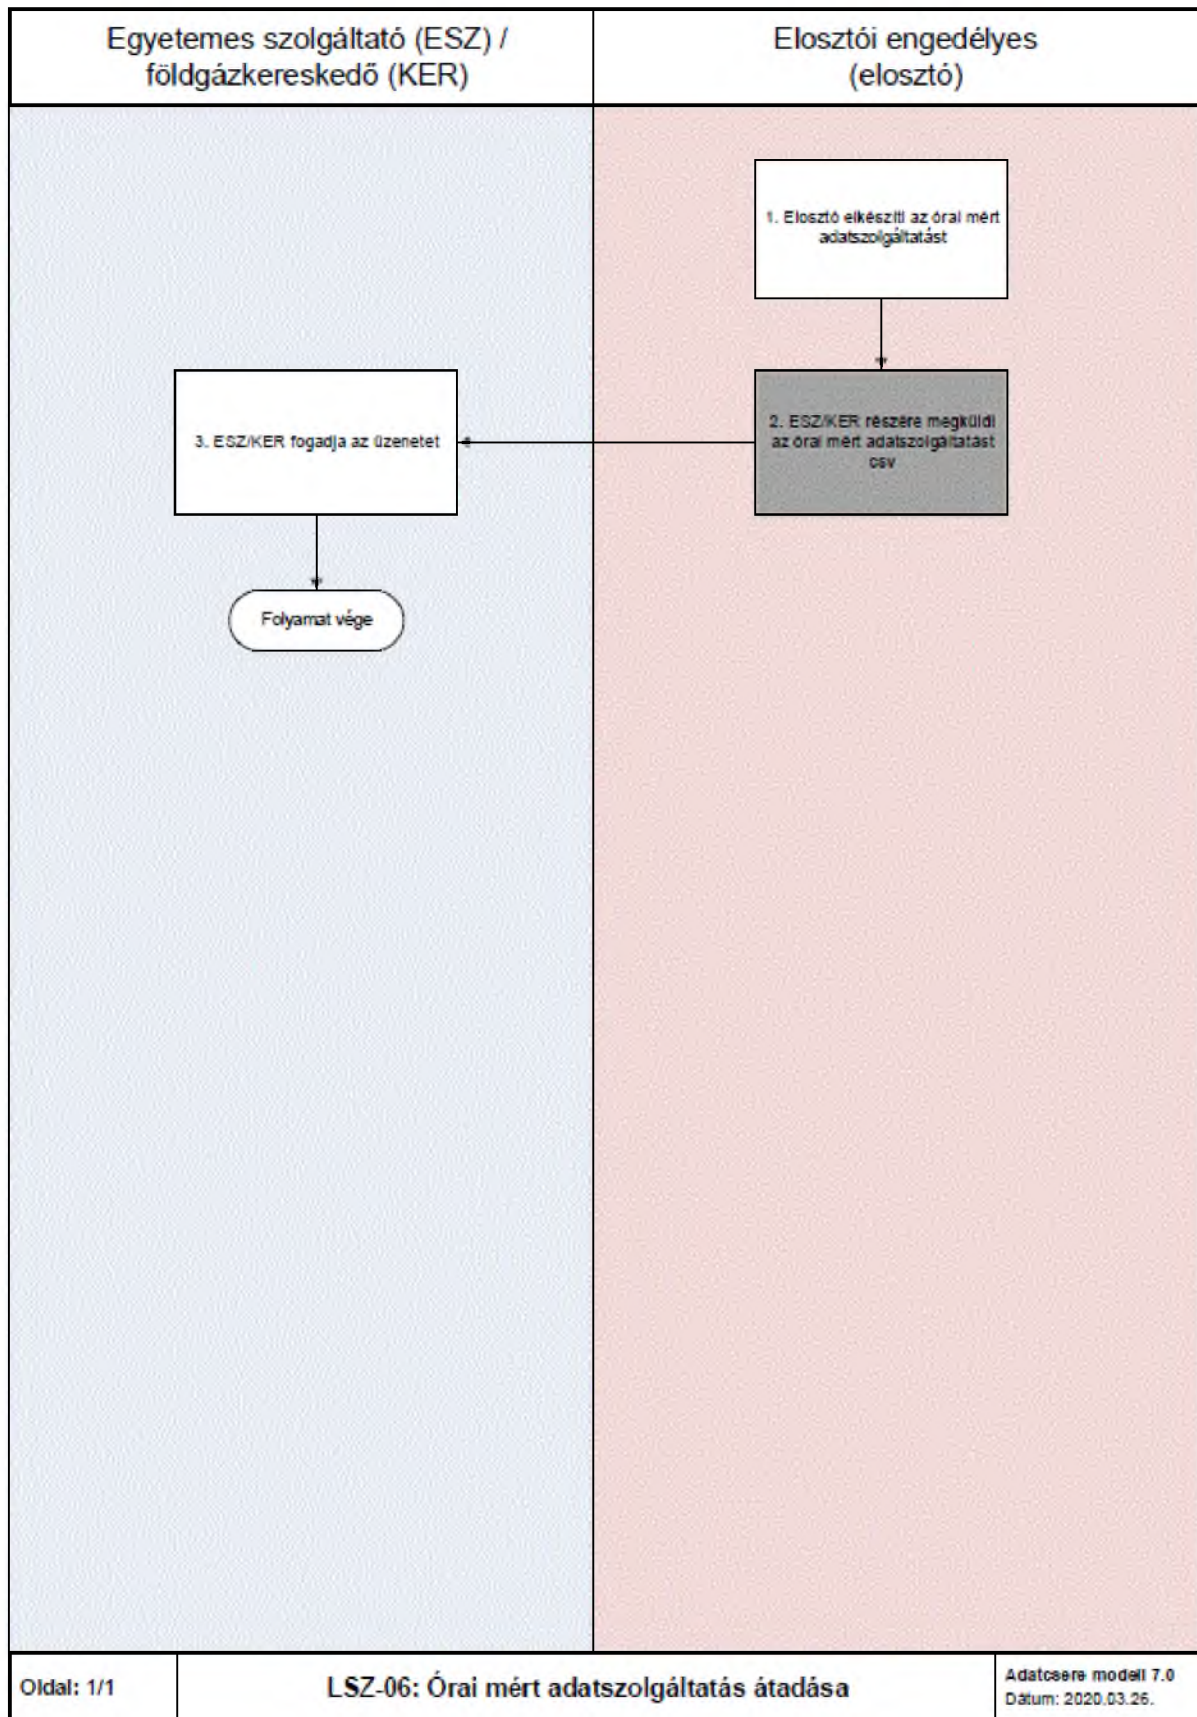 Egyetemes szolgáltató (ESZ) /
földgázkereskedő (KER)
Elosztói engedélyes
(elosztó)
1. Elosztó elkészíti az órai mért
adatszolgáltatást
2. ESZ/KER részére megküldi
az órai mért adatszolgáltatást
csv
3. ESZ/KER fogadja az üzenetet
Folyamat vége
Oldal: 1/1
LSZ-06: Órai mért adatszolgáltatás átadása
Adatcsere modell 7.0
Dátum: 2020.03.26.